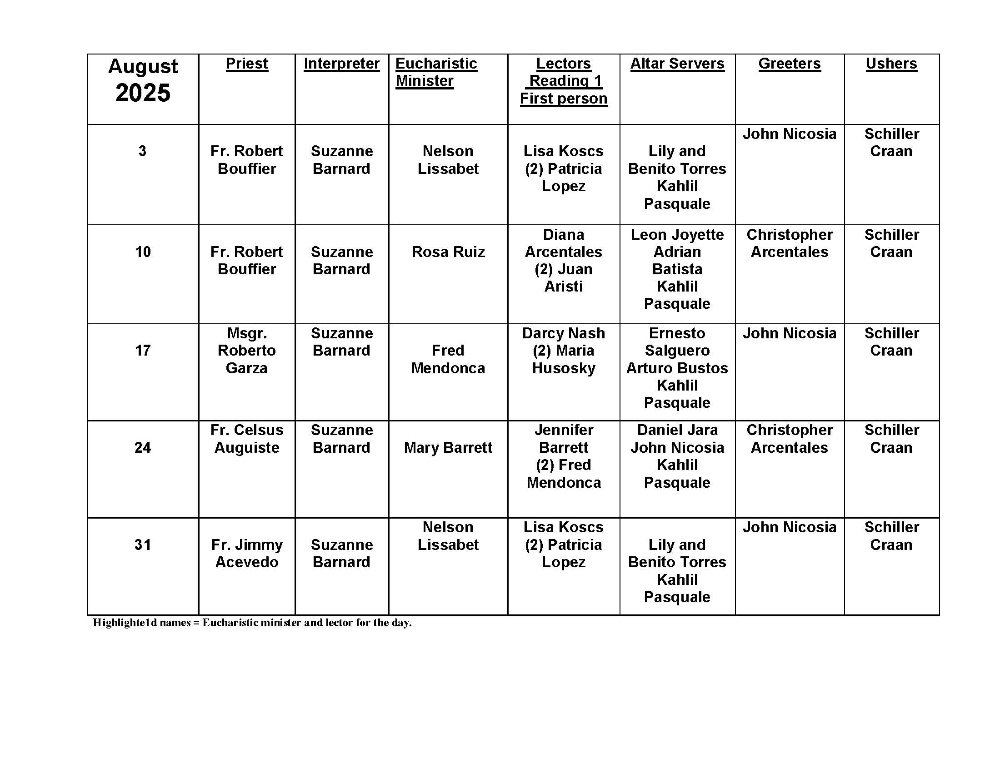 August
2025
Priest
Interpreter
Eucharistic
Minister
Lectors
Reading 1
First person
Altar Servers
Greeters
Ushers
3
Fr. Robert
Bouffier
Suzanne
Barnard
Nelson
Lissabet
Lisa Koscs
(2) Patricia
Lopez
Lily and
Benito Torres
Kahlil
Pasquale
John Nicosia
Schiller
Craan
10
Fr. Robert
Bouffier
Suzanne
Barnard
Rosa Ruiz
Diana
Arcentales
(2) Juan
Aristi
Leon Joyette
Adrian
Batista
Kahlil
Pasquale
Christopher
Arcentales
Schiller
Craan
17
Msgr.
Roberto
Garza
Suzanne
Barnard
Fred
Mendonca
Darcy Nash
(2) Maria
Husosky
Ernesto
Salguero
Arturo Bustos
Kahlil
Pasquale
John Nicosia
Schiller
Craan
24
Fr. Celsus
Auguiste
Suzanne
Barnard
Mary Barrett
Jennifer
Barrett
(2) Fred
Mendonca
Daniel Jara
John Nicosia
Kahlil
Pasquale
Christopher
Arcentales
Schiller
Craan
31
Fr. Jimmy
Acevedo
Suzanne
Barnard
Nelson
Lissabet
Lisa Koscs
(2) Patricia
Lopez
Lily and
Benito Torres
Kahlil
Pasquale
John Nicosia
Schiller
Craan
Highlighte1d names = Eucharistic minister and lector for the day.